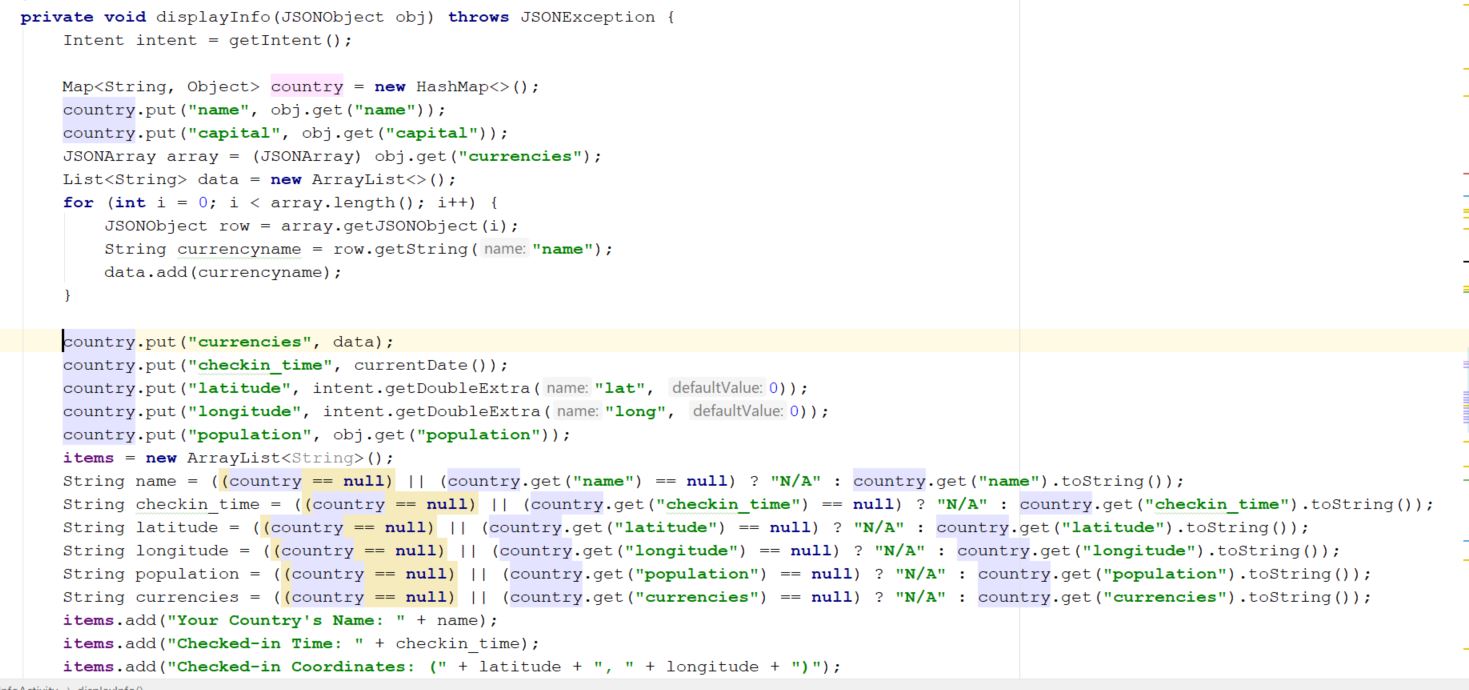 private void displayInfo(JSONObject obj) throws JSONException {
    Intent intent = getIntent();

    Map<String, Object> country = new HashMap<>();
    country.put("name", obj.get("name"));
    country.put("capital", obj.get("capital"));
    JSONArray array = (JSONArray) obj.get("currencies");
    List<String> data = new ArrayList<>();
    for (int i = 0; i < array.length(); i++) {
        JSONObject row = array.getJSONObject(i);
        String currencyname = row.getString( name: "name");
        data.add(currencyname);
    }

    country.put("currencies", data);
    country.put("checkin_time", currentDate());
    country.put("latitude", intent.getDoubleExtra( name: "lat", defaultValue: 0));
    country.put("longitude", intent.getDoubleExtra( name: "long", defaultValue: 0));
    country.put("population", obj.get("population"));
    items = new ArrayList<String>();
    String name = ((country == null) || (country.get("name") == null) ? "N/A" : country.get("name").toString());
    String checkin_time = ((country == null) || (country.get("checkin_time") == null) ? "N/A" : country.get("checkin_time").toString());
    String latitude = ((country == null) || (country.get("latitude") == null) ? "N/A" : country.get("latitude").toString());
    String longitude = ((country == null) || (country.get("longitude") == null) ? "N/A" : country.get("longitude").toString());
    String population = ((country == null) || (country.get("population") == null) ? "N/A" : country.get("population").toString());
    String currencies = ((country == null) || (country.get("currencies") == null) ? "N/A" : country.get("currencies").toString());
    items.add("Your Country's Name: " + name);
    items.add("Checked-in Time: " + checkin_time);
    items.add("Checked-in Coordinates: (" + latitude + ", " + longitude + ")");